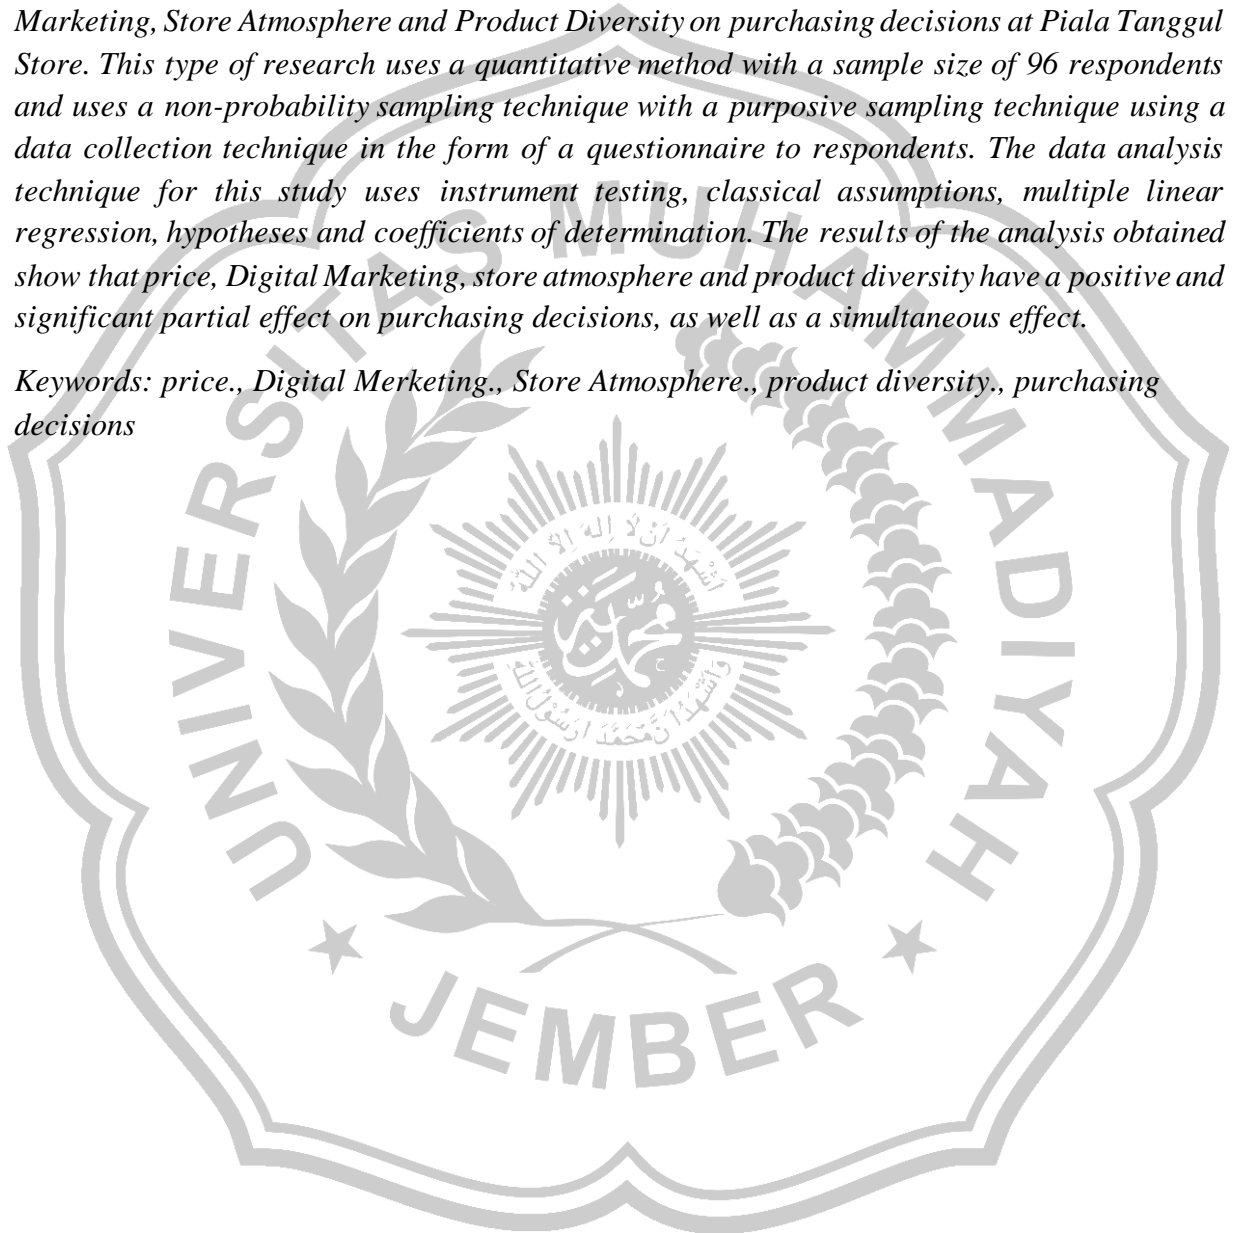 Marketing, Store Atmosphere and Product Diversity on purchasing decisions at Piala Tanggul
Store. This type of research uses a quantitative method with a sample size of 96 respondents
and uses a non-probability sampling technique with a purposive sampling technique using a
data collection technique in the form of a questionnaire to respondents. The data analysis
technique for this study uses instrument testing, classical assumptions, multiple linear
regression, hypotheses and coefficients of determination. The results of the analysis obtained
show that price, Digital Marketing, store atmosphere and product diversity have a positive and
significant partial effect on purchasing decisions, as well as a simultaneous effect.
Keywords: price., Digital Merketing., Store Atmosphere., product diversity., purchasing
decisions
UNIVERSITAS MUHAMMADIYAH
JEMBER